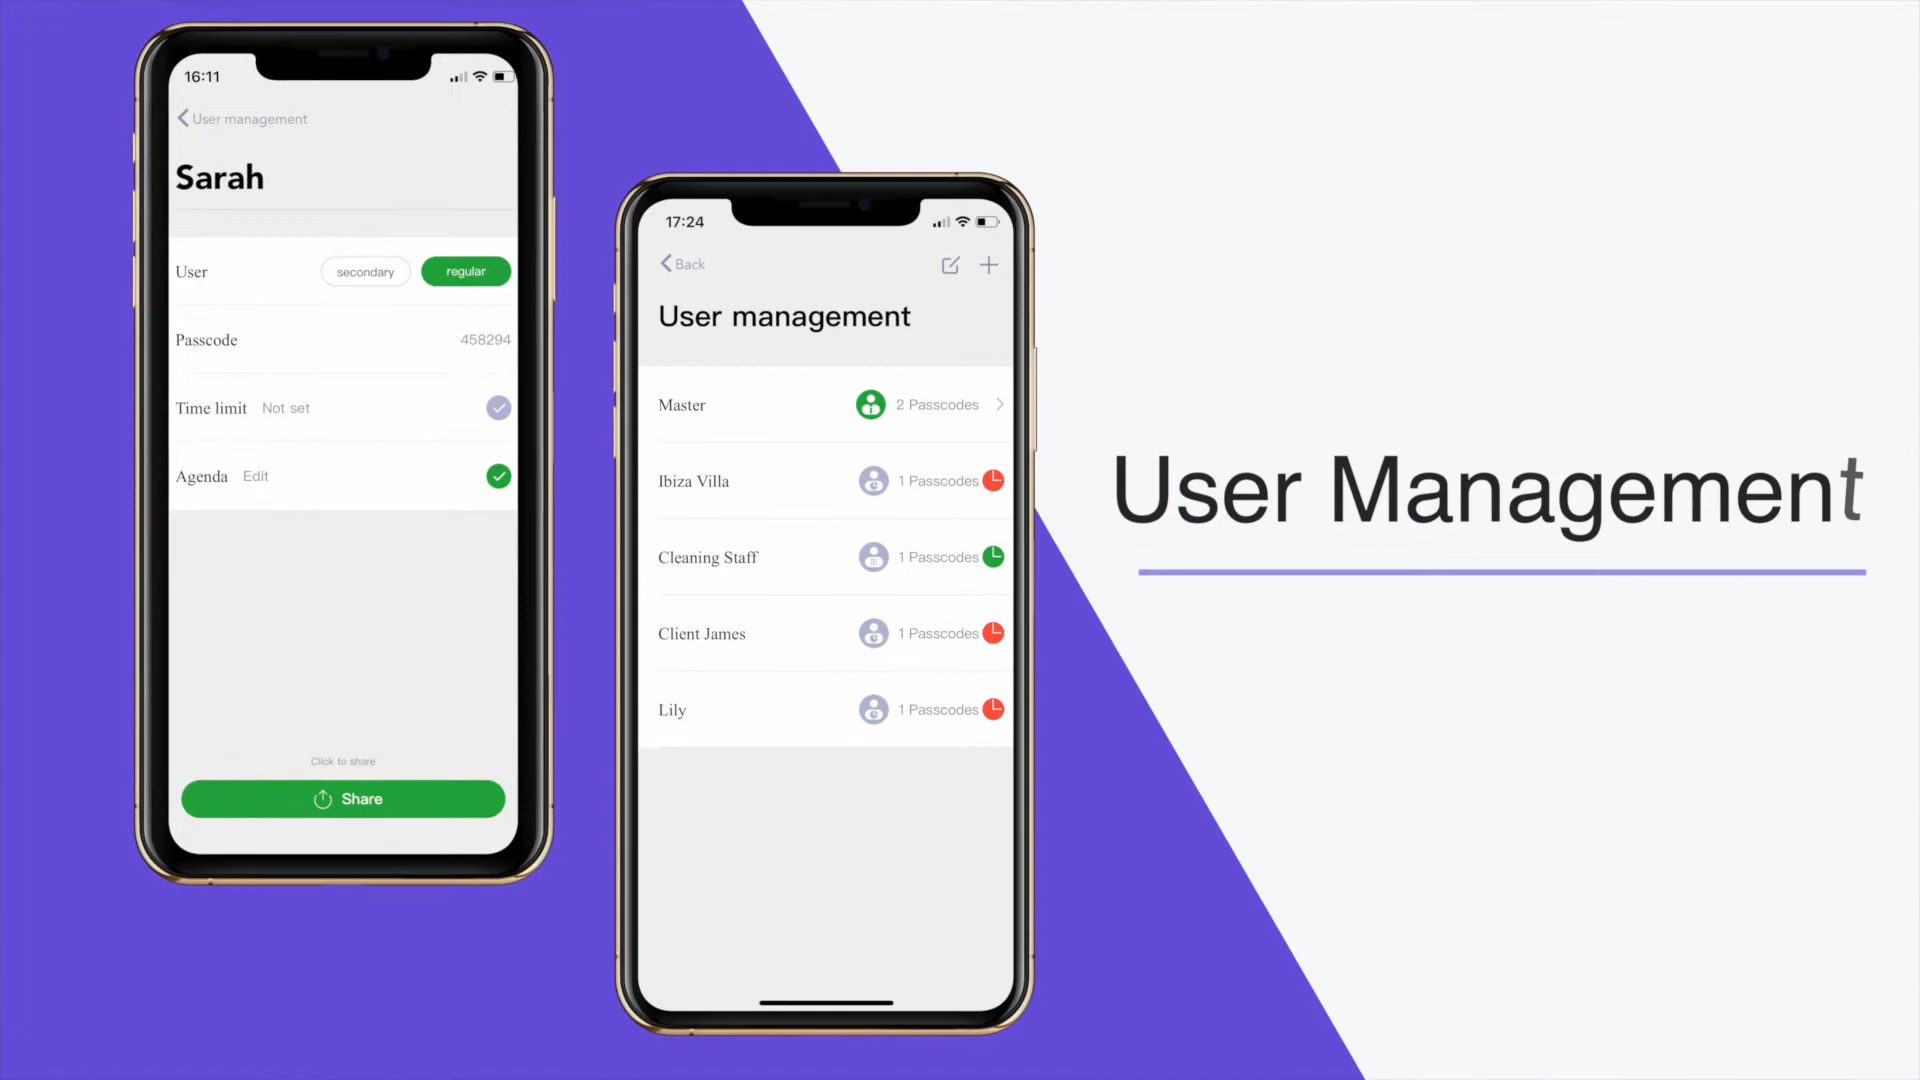 16:11
User management
Sarah
User secondary regular
Passcode 458294
Time limit Not set
Agenda Edit
Click to share
Share
17:24
Back
User management
Master 2 Passcodes
Ibiza Villa 1 Passcodes
Cleaning Staff 1 Passcodes
Client James 1 Passcodes
Lily 1 Passcodes
User Management